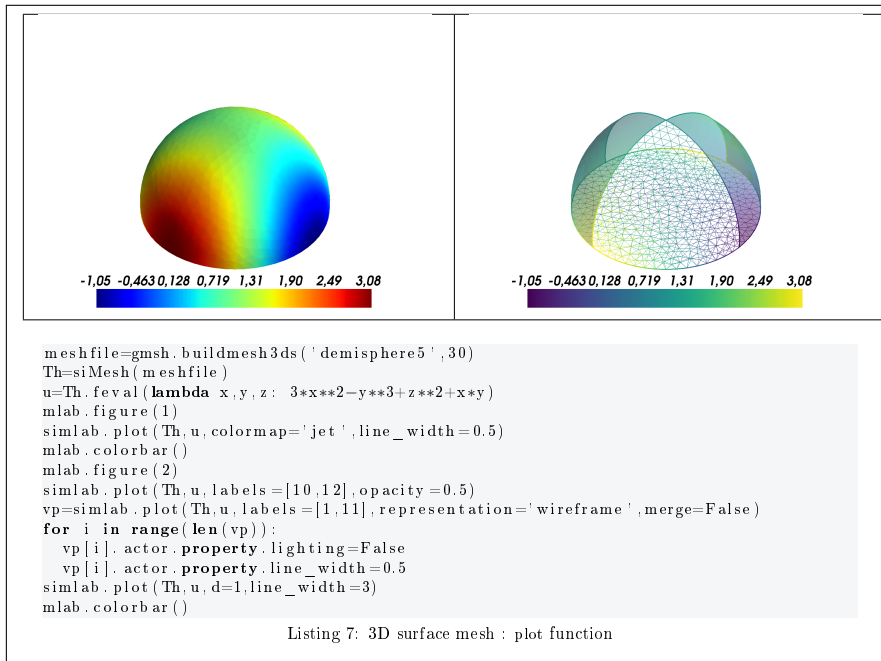 -1,05 -0,463 0,128 0,719 1,31 1,90 2,49 3,08
-1,05 -0,463 0,128 0,719 1,31 1,90 2,49 3,08
meshfile=gmsh.buildmesh3ds('demisphere5',30)
Th=siMesh(meshfile)
u=Th.feval(lambda x,y,z: 3*x**2-y**3+z**2+x*y)
mlab.figure(1)
simlab.plot(Th,u,colormap='jet',line_width=0.5)
mlab.colorbar()
mlab.figure(2)
simlab.plot(Th,u,labels=[10,12],opacity=0.5)
vp=simlab.plot(Th,u,labels=[1,11],representation='wireframe',merge=False)
for i in range(len(vp)):
  vp[i].actor.property.lighting=False
  vp[i].actor.property.line_width=0.5
simlab.plot(Th,u,d=1,line_width=3)
mlab.colorbar()
Listing 7: 3D surface mesh : plot function